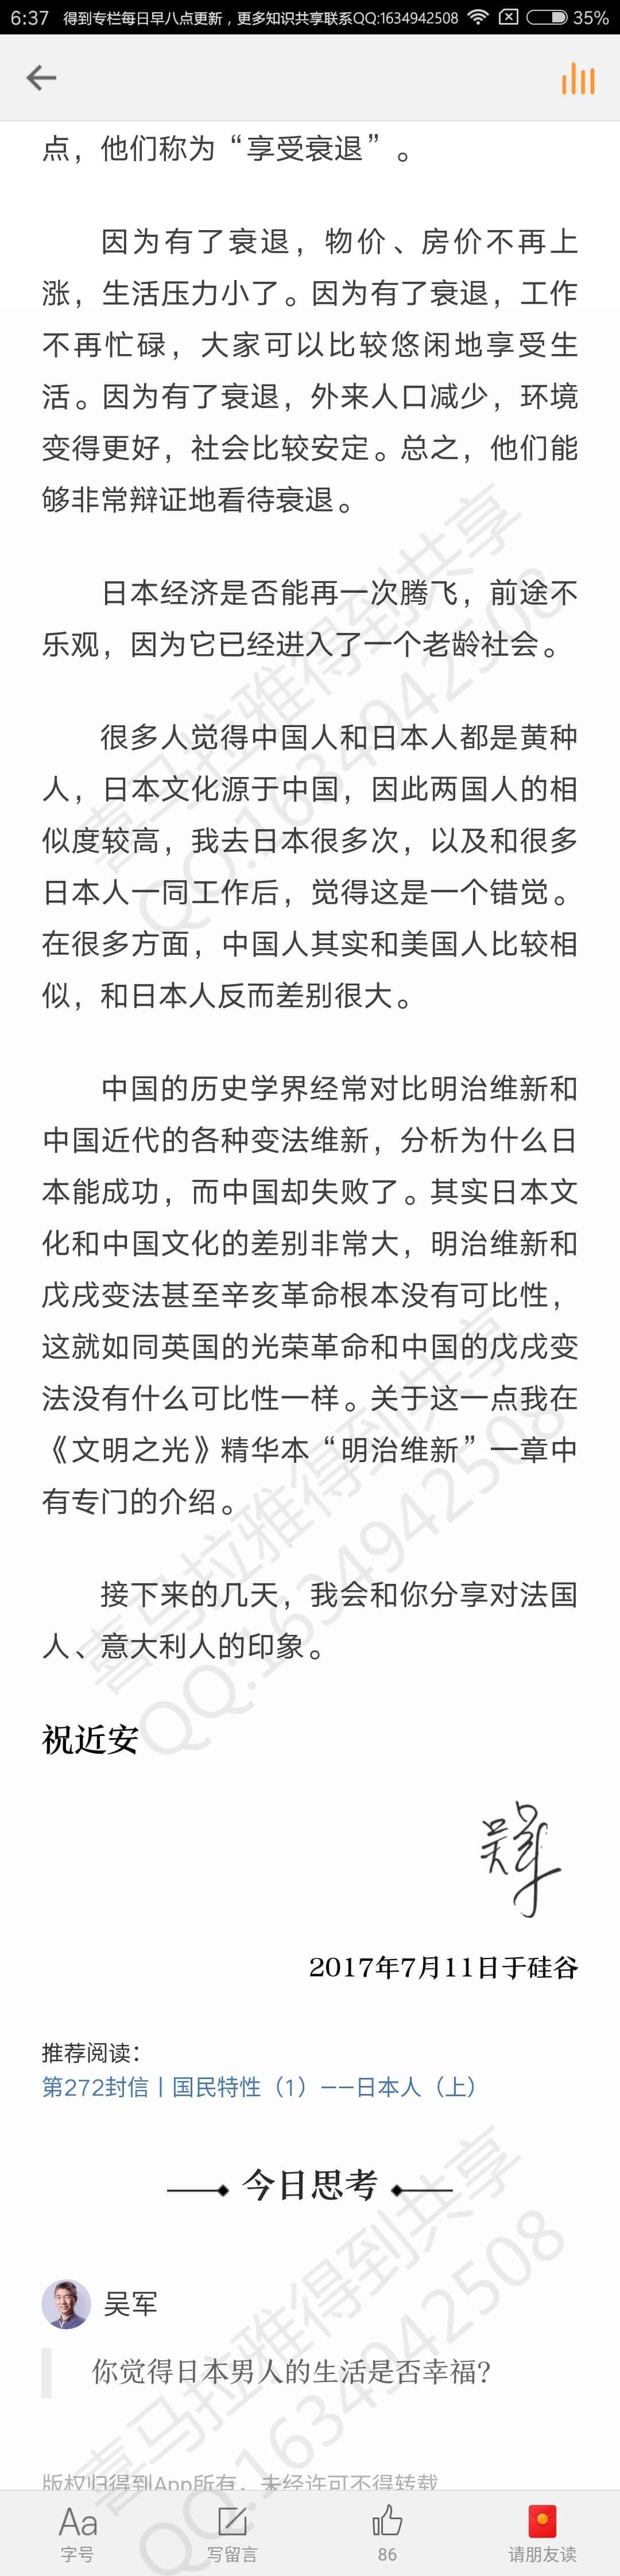 6:37 得到专栏每日早八点更新，更多知识共享联系QQ:1634942508 35%
点，他们称为“享受衰退”。
因为有了衰退，物价、房价不再上
涨，生活压力小了。因为有了衰退，工作
不再忙碌，大家可以比较悠闲地享受生
活。因为有了衰退，外来人口减少，环境
变得更好，社会比较安定。总之，他们能
够非常辩证地看待衰退。
日本经济是否能再一次腾飞，前途不
乐观，因为它已经进入了一个老龄社会。
很多人觉得中国人和日本人都是黄种
人，日本文化源于中国，因此两国人的相
似度较高，我去日本很多次，以及和很多
日本人一同工作后，觉得这是一个错觉。
在很多方面，中国人其实和美国人比较相
似，和日本人反而差别很大。
中国的历史学界经常对比明治维新和
中国近代的各种变法维新，分析为什么日
本能成功，而中国却失败了。其实日本文
化和中国文化的差别非常大，明治维新和
戊戌变法甚至辛亥革命根本没有可比性，
这就如同英国的光荣革命和中国的戊戌变
法没有什么可比性一样。关于这一点我在
《文明之光》精华本“明治维新”一章中
有专门的介绍。
接下来的几天，我会和你分享对法国
人、意大利人的印象。
祝近安
吴军
2017年7月11日于硅谷
推荐阅读：
第272封信丨国民特性（1）——日本人（上）
今日思考
吴军
你觉得日本男人的生活是否幸福？
版权归得到App所有，未经许可不得转载
Aa
字号 写留言 86 请朋友读
喜马拉雅得到共享
QQ:1634942508
喜马拉雅得到共享
QQ:1634942508
喜马拉雅得到共享
QQ:1634942508